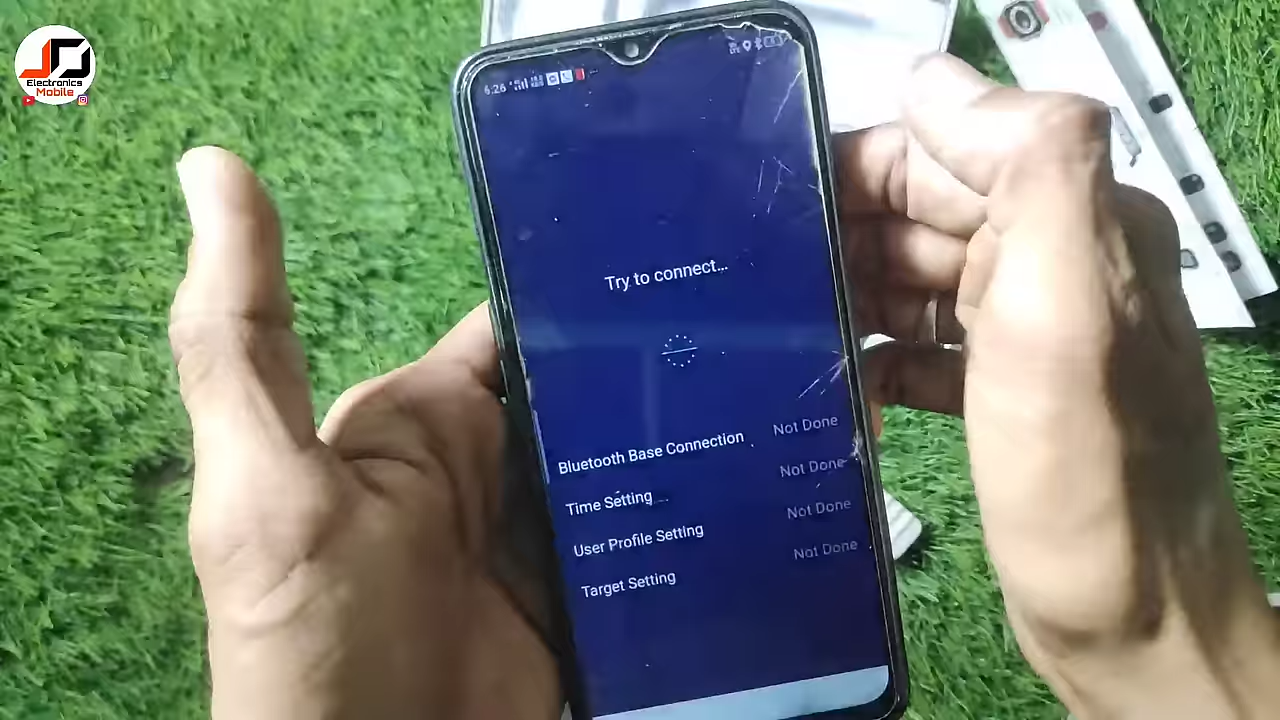 JO
Electronics
Mobile
6:26
Try to connect...
Bluetooth Base Connection Not Done
Time Setting Not Done
User Profile Setting Not Done
Target Setting Not Done